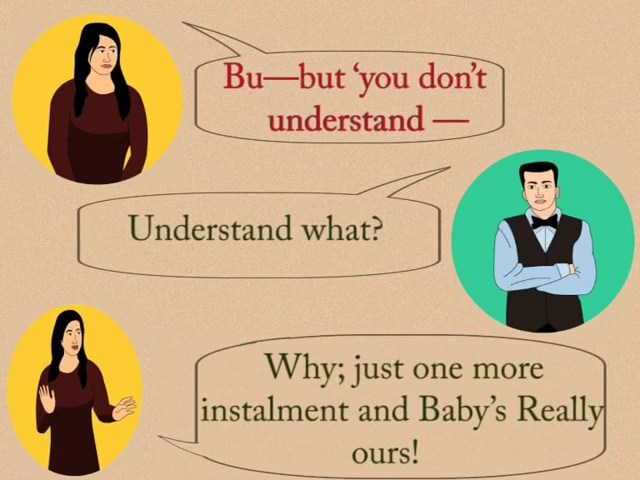 Bu—but ‘you don’t
understand —
Understand what?
Why; just one more
instalment and Baby’s Really
ours!